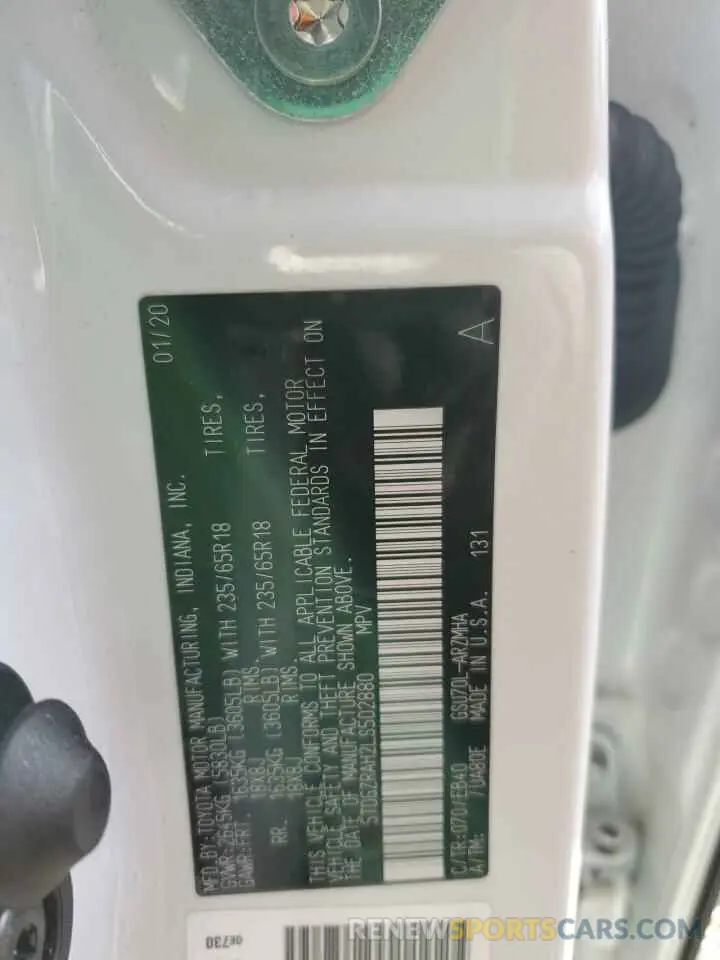 MFD.BY:TOYOTA MOTOR MANUFACTURING, INDIANA, INC. 01/20
GVWR:2645KG (5830LB)
GAWR:FRT. 1635KG (3605LB) WITH 235/65R18 TIRES,
18X8J RIMS.
RR. 1635KG (3605LB) WITH 235/65R18 TIRES,
18X8J RIMS.
THIS VEHICLE CONFORMS TO ALL APPLICABLE FEDERAL MOTOR
VEHICLE SAFETY AND THEFT PREVENTION STANDARDS IN EFFECT ON
THE DATE OF MANUFACTURE SHOWN ABOVE.
5TDGZRAH2LS502880 MPV
C/TR:070/EB40 GSU70L-ARZMHA
A/TM: /UA80E MADE IN U.S.A. 131 A
0E730
RENEWSPORTSCARS.COM